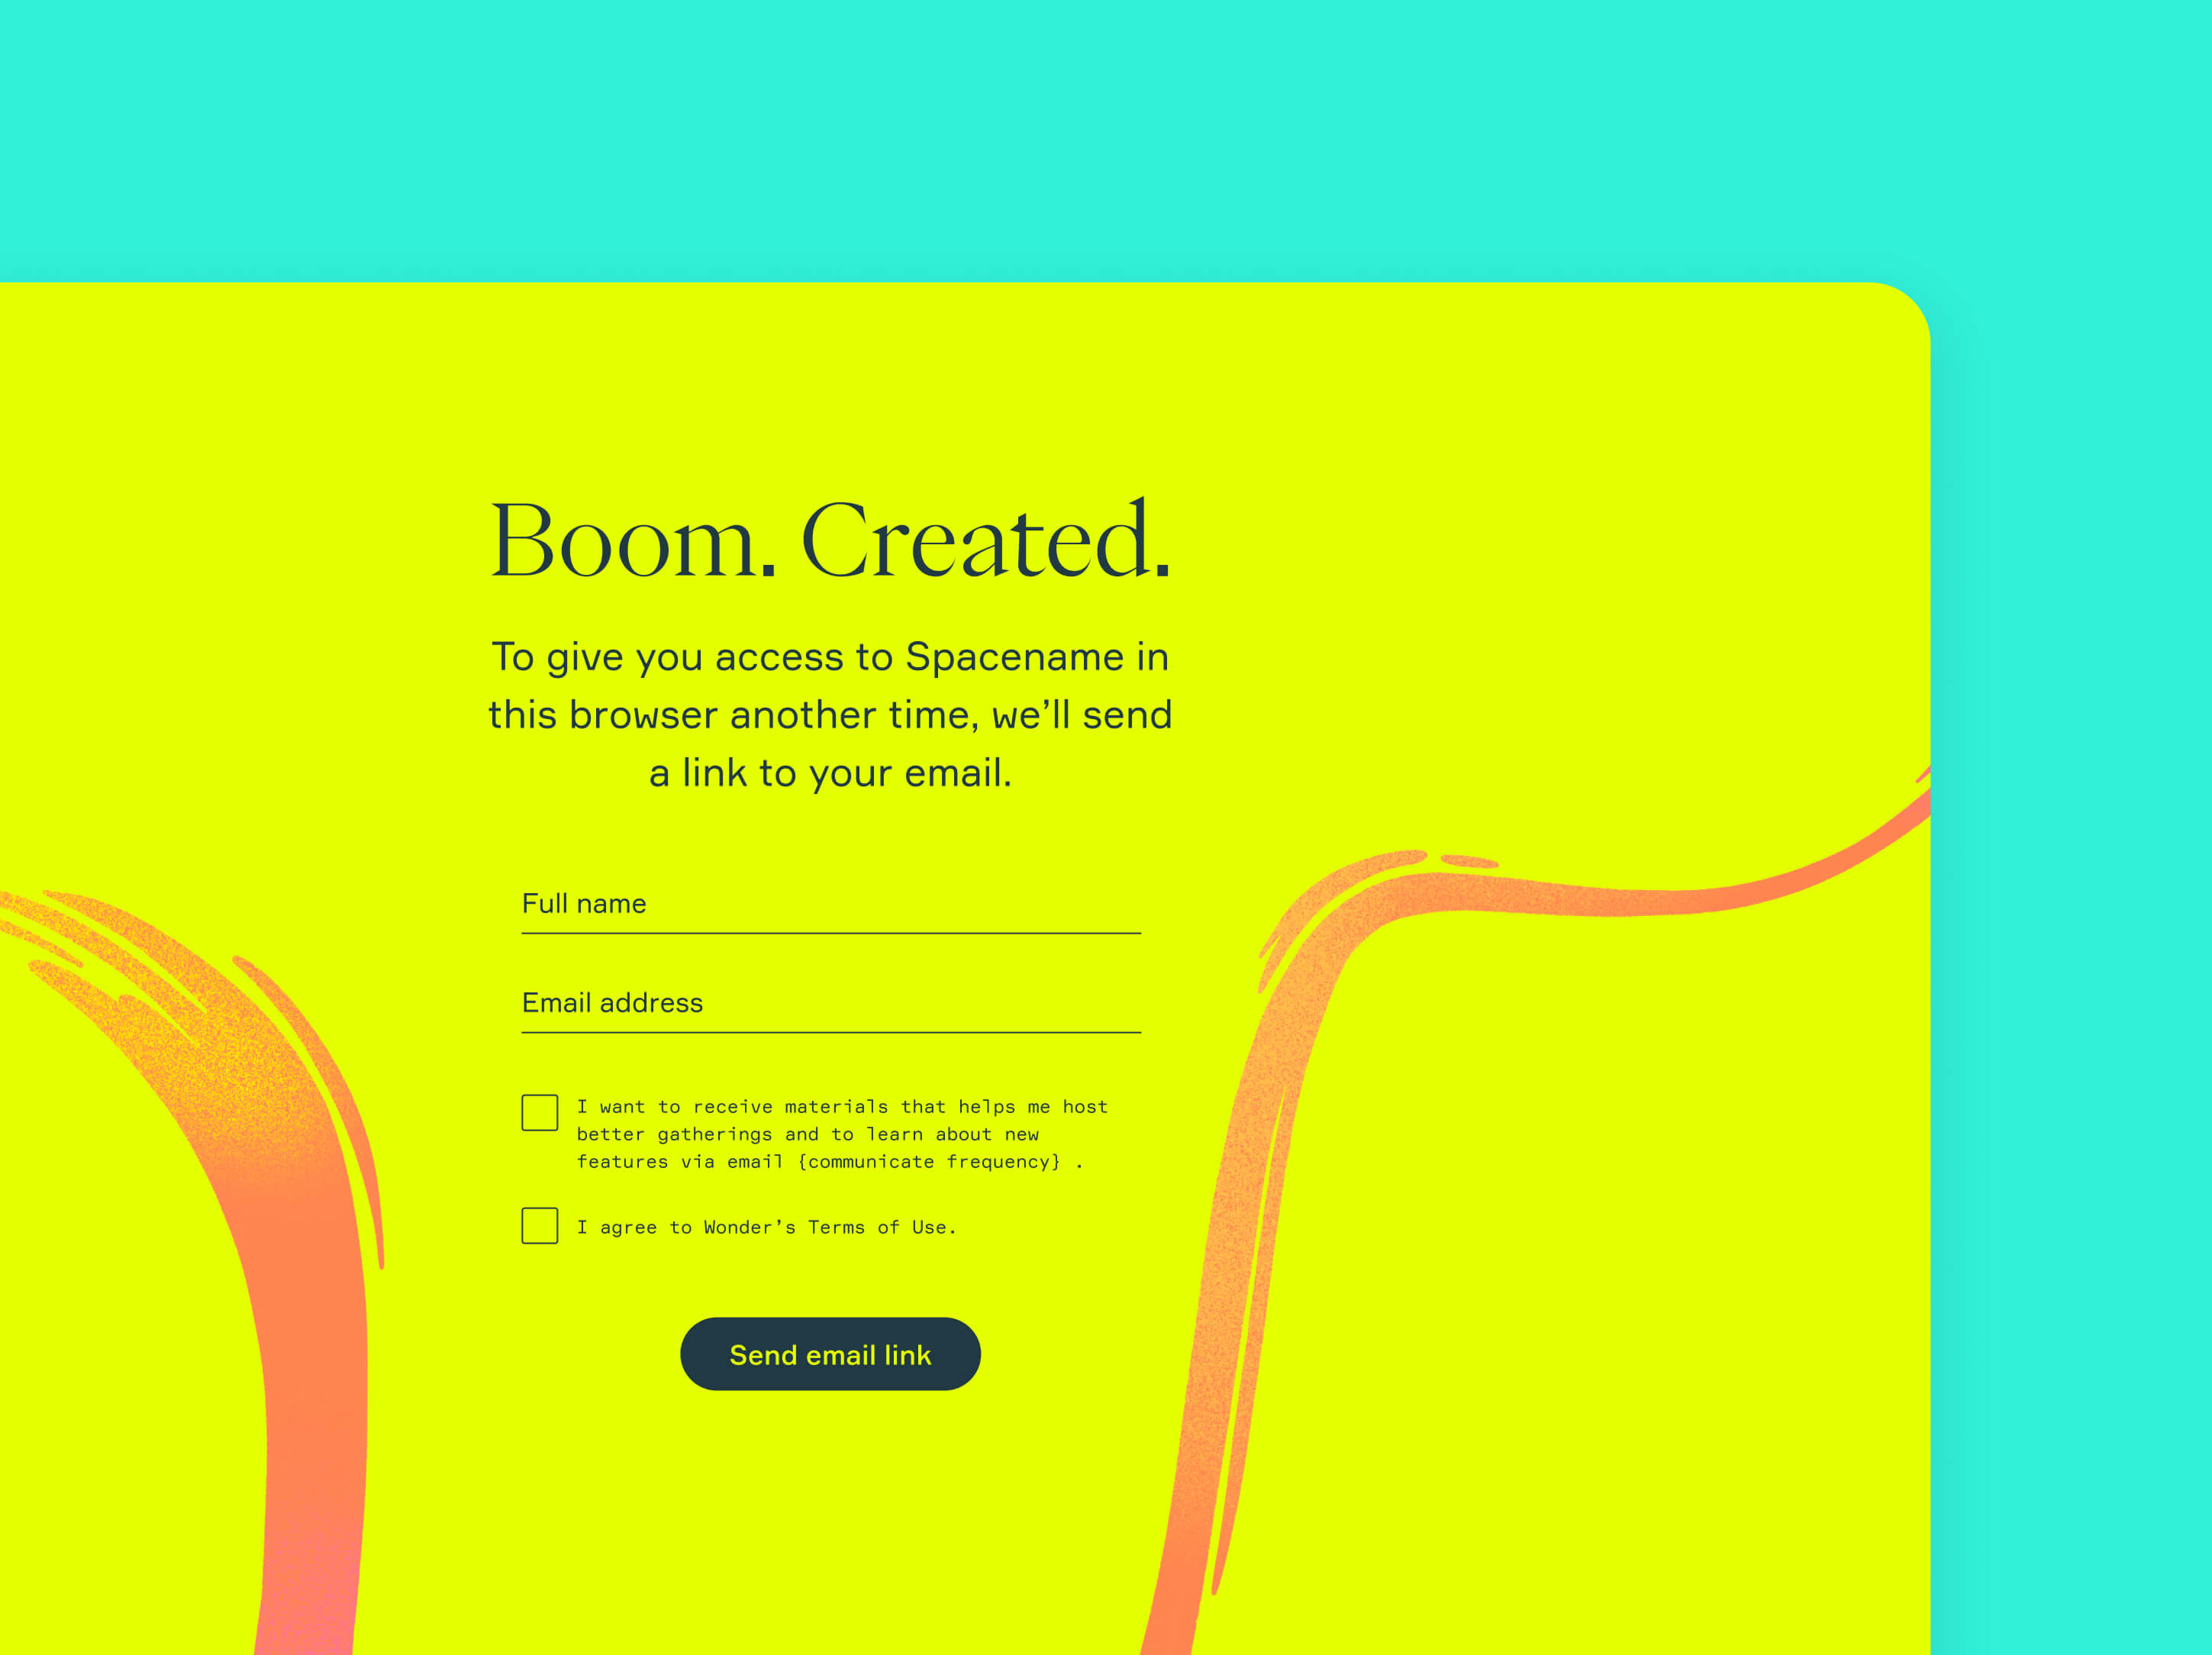 Boom. Created.
To give you access to Spacename in
this browser another time, we’ll send
a link to your email.
Full name
Email address
I want to receive materials that helps me host
better gatherings and to learn about new
features via email {communicate frequency} .
I agree to Wonder’s Terms of Use.
Send email link